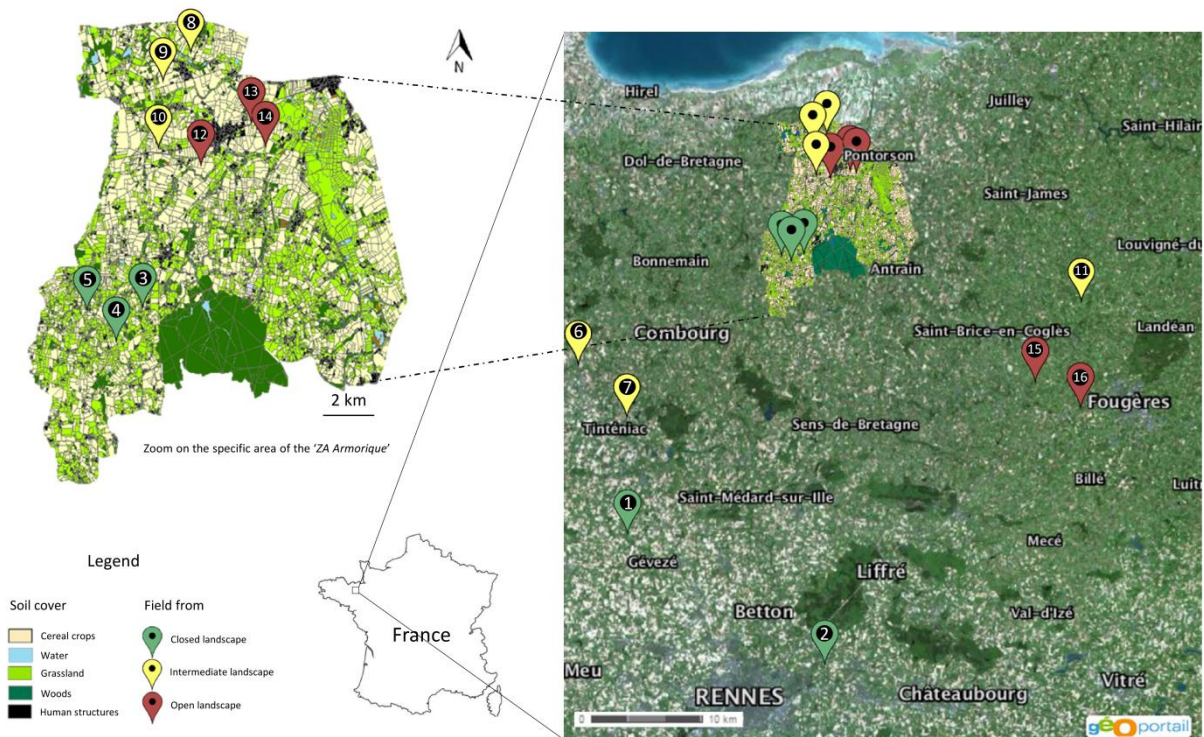 8
9
N
13
10
12
14
5
3
4
2 km
Zoom on the specific area of the 'ZA Armorique'
Legend
Soil cover
Field from
Cereal crops
Water
Grassland
Woods
Human structures
Closed landscape
Intermediate landscape
Open landscape
France
Hirel
Juilley
Saint-Hilair
Dol-de-Bretagne
Pontorson
Saint-James
Louvigné-du
Bonnemain
Antrain
11
6
Combourg
Saint-Brice-en-Coglès
Landéan
15
16
7
Fougères
Tinténiac
Sens-de-Bretagne
Billé
Luitr
1
Saint-Médard-sur-Ille
Gévezé
Mecé
Liffré
Betton
Val-d'Izé
2
Meu
RENNES
Châteaubourg
Vitré
0
10 km
géOportail